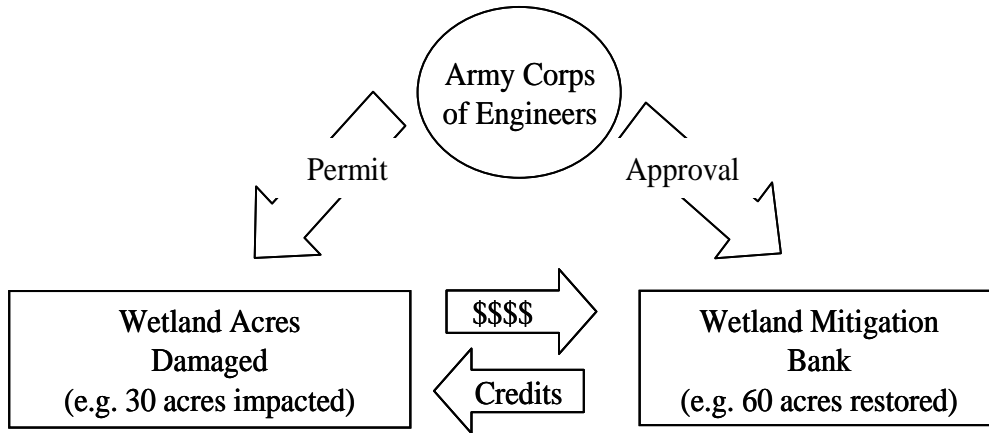 Army Corps
of Engineers
Permit
Approval
Wetland Acres
Damaged
(e.g. 30 acres impacted)
$$$$
Credits
Wetland Mitigation
Bank
(e.g. 60 acres restored)